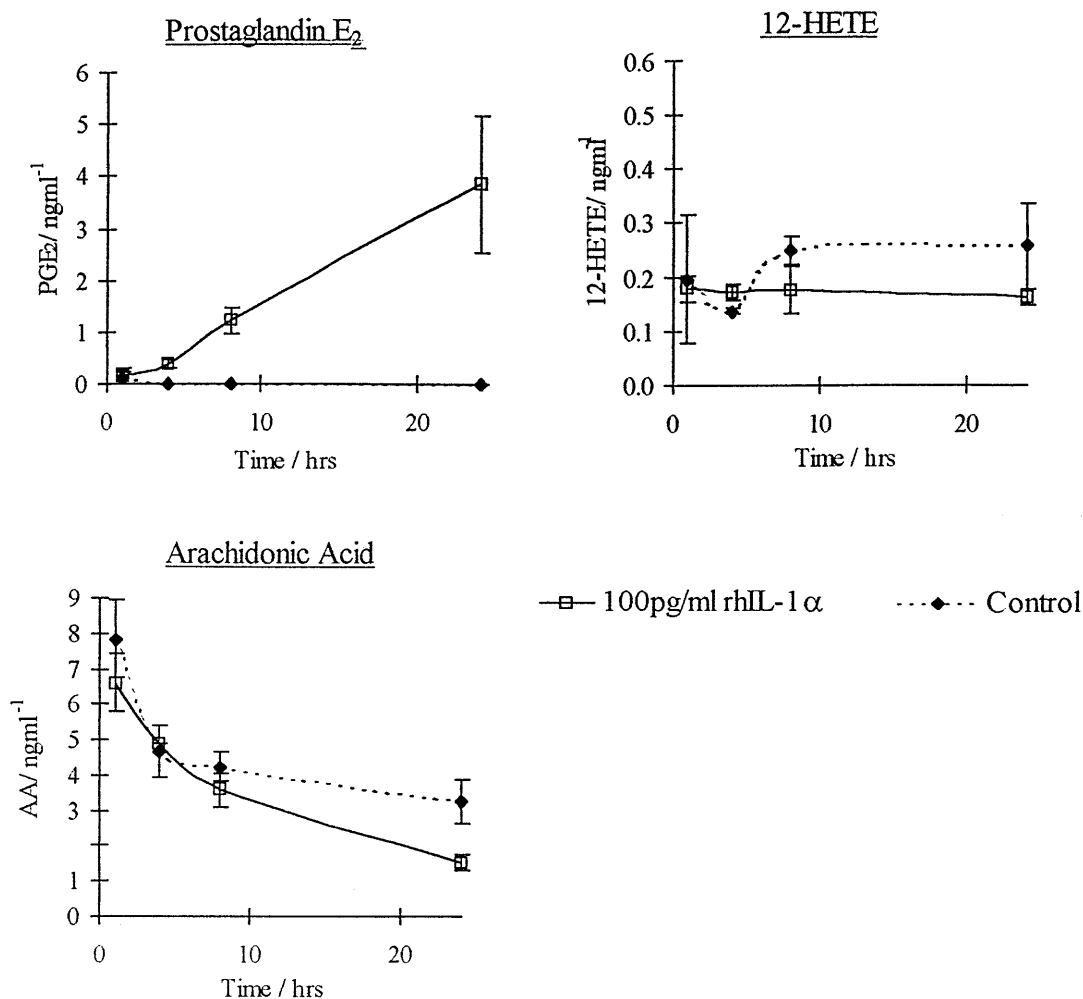 Prostaglandin E₂
6
5
4
3
2
1
0
PGE₂/ ngml⁻¹
0 10 20
Time / hrs
12-HETE
0.6
0.5
0.4
0.3
0.2
0.1
0.0
12-HETE/ ngml⁻¹
0 10 20
Time / hrs
Arachidonic Acid
9
8
7
6
5
4
3
1
0
AA/ ngml⁻¹
0 20
Time / hrs
100pg/ml rhIL-1α
Control